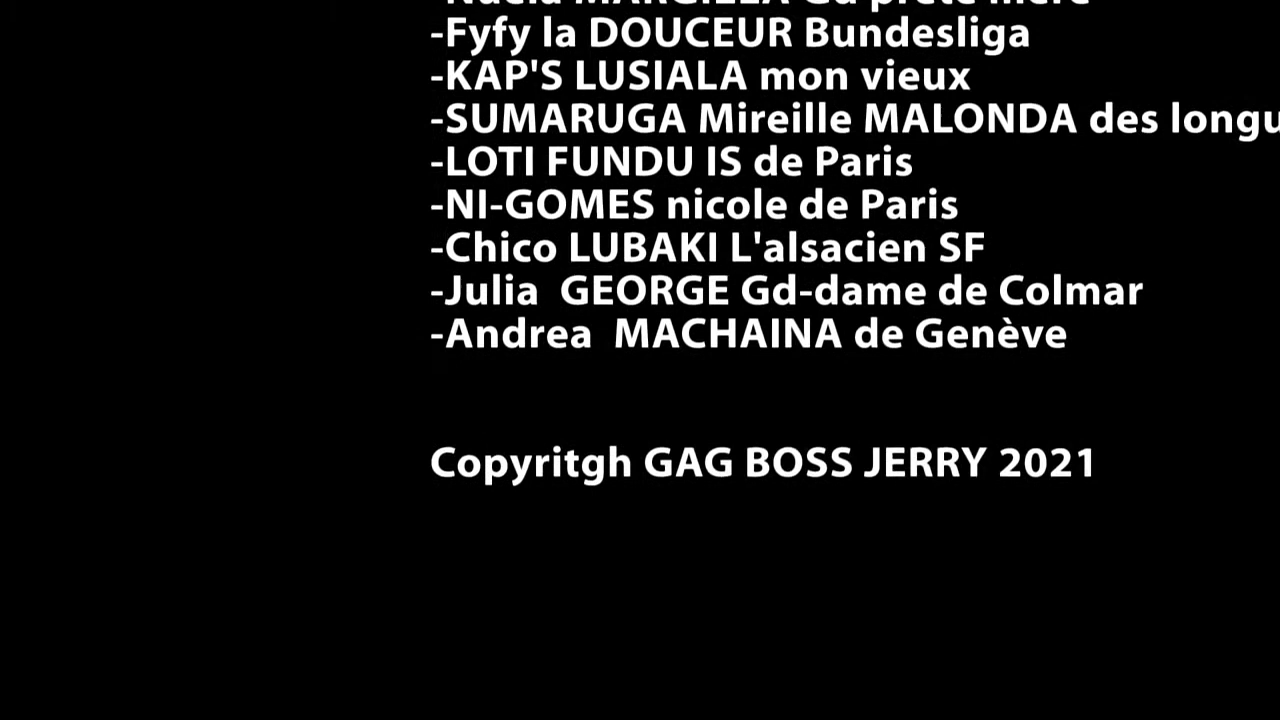 -Fyfy la DOUCEUR Bundesliga
-KAP'S LUSIALA mon vieux
-SUMARUGA Mireille MALONDA des
-LOTI FUNDU IS de Paris
-NI-GOMES nicole de Paris
-Chico LUBAKI L'alsacien SF
-Julia  GEORGE Gd-dame de Colmar
-Andrea  MACHAINA de Genève
Copyritgh GAG BOSS JERRY 2021